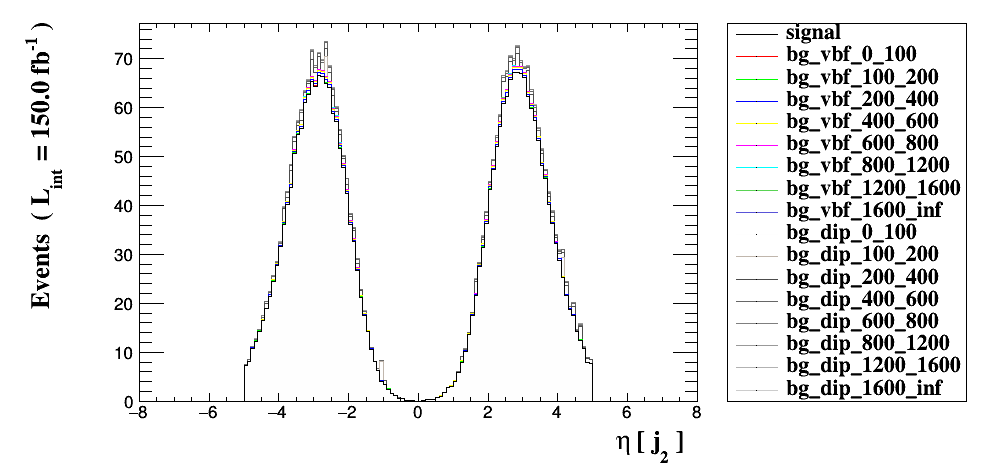 Events ( L_int = 150.0 fb^-1 )
70
60
50
40
30
20
10
0
−8 −6 −4 −2 0 2 4 6 8
η [ j_2 ]
signal
bg_vbf_0_100
bg_vbf_100_200
bg_vbf_200_400
bg_vbf_400_600
bg_vbf_600_800
bg_vbf_800_1200
bg_vbf_1200_1600
bg_vbf_1600_inf
bg_dip_0_100
bg_dip_100_200
bg_dip_200_400
bg_dip_400_600
bg_dip_600_800
bg_dip_800_1200
bg_dip_1200_1600
bg_dip_1600_inf